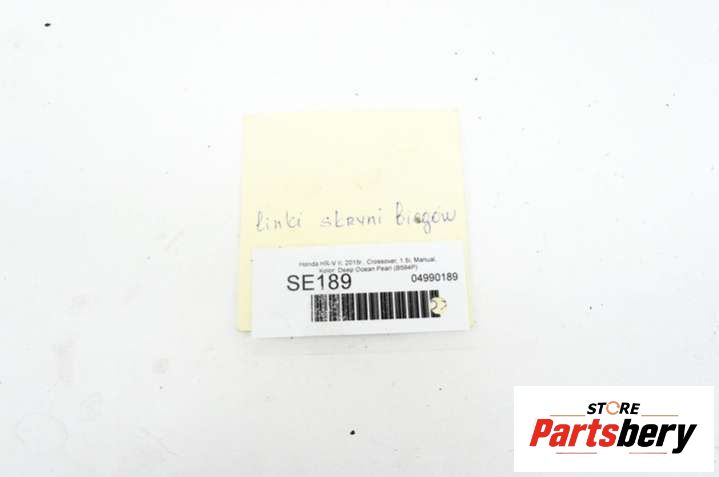 linki skrzyni biegów
Honda HR-V II, 2015r., Crossover, 1.5i, Manual,
Kolor: Deep Ocean Pearl (B584P)
SE189 04990189
STORE
Partsbery